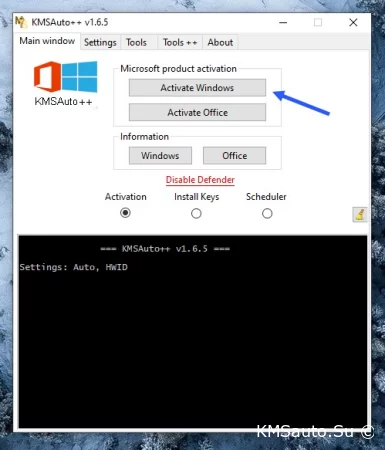 KMSAuto++ v1.6.5
Main window Settings Tools Tools ++ About
Microsoft product activation
Activate Windows
KMSAuto++
Activate Office
Information
Windows Office
Disable Defender
Activation Install Keys Scheduler
=== KMSAuto++ v1.6.5 ===
Settings: Auto, HWID
KMSauto.Su ©